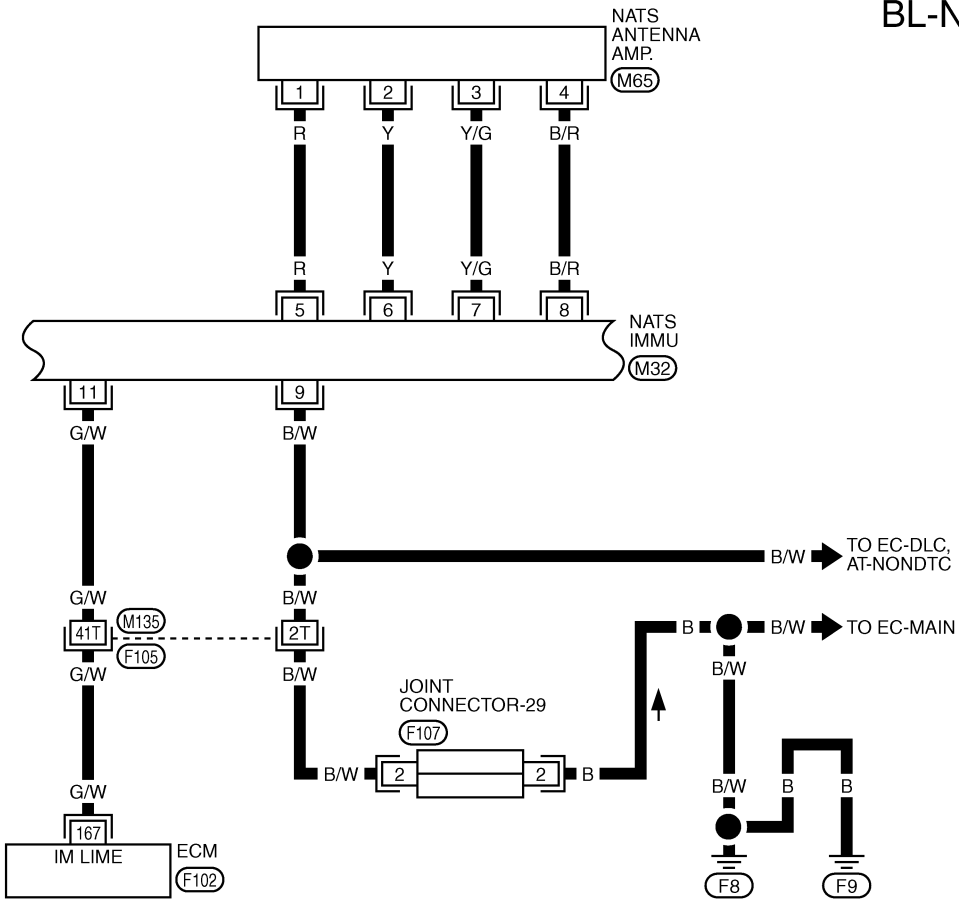 BL-N
NATS
ANTENNA
AMP.
M65
1 2 3 4
R Y Y/G B/R
R Y Y/G B/R
5 6 7 8
NATS
IMMU
M32
11 9
G/W B/W
B/W
TO EC-DLC,
AT-NONDTC
G/W B/W
41T
M135
F105
2T
B
B/W
TO EC-MAIN
G/W B/W
B/W
JOINT
CONNECTOR-29
F107
B/W 2 2 B
G/W
B/W B B
167
IM LIME
ECM
F102
F8 F9